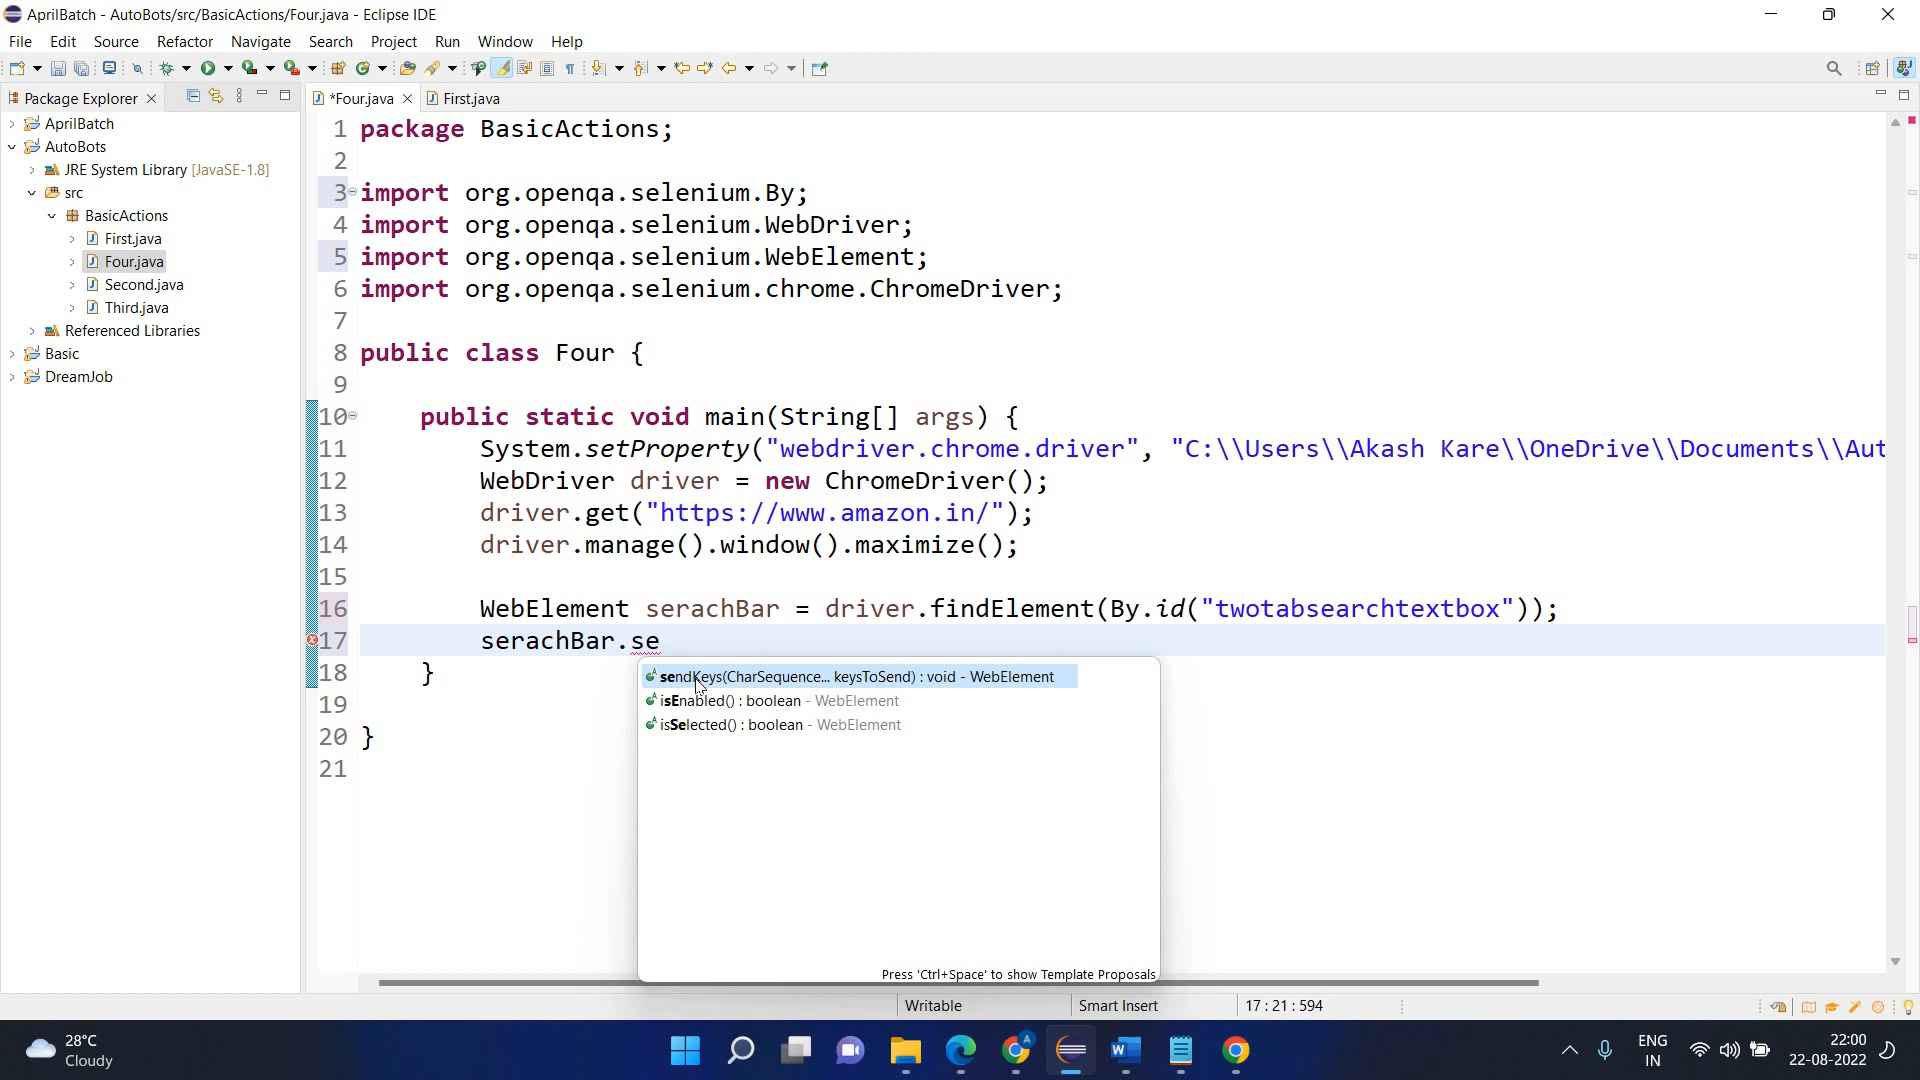 AprilBatch - AutoBots/src/BasicActions/Four.java - Eclipse IDE
File Edit Source Refactor Navigate Search Project Run Window Help
Package Explorer
AprilBatch
AutoBots
JRE System Library [JavaSE-1.8]
src
BasicActions
First.java
Four.java
Second.java
Third.java
Referenced Libraries
Basic
DreamJob
*Four.java First.java
1 package BasicActions;
2
3 import org.openqa.selenium.By;
4 import org.openqa.selenium.WebDriver;
5 import org.openqa.selenium.WebElement;
6 import org.openqa.selenium.chrome.ChromeDriver;
7
8 public class Four {
9
10 public static void main(String[] args) {
11 System.setProperty("webdriver.chrome.driver", "C:\\Users\\Akash Kare\\OneDrive\\Documents\\Aut
12 WebDriver driver = new ChromeDriver();
13 driver.get("https://www.amazon.in/");
14 driver.manage().window().maximize();
15
16 WebElement serachBar = driver.findElement(By.id("twotabsearchtextbox"));
17 serachBar.se
18 }
19
20 }
21
sendKeys(CharSequence... keysToSend) : void - WebElement
isEnabled() : boolean - WebElement
isSelected() : boolean - WebElement
Press 'Ctrl+Space' to show Template Proposals
Writable Smart Insert 17 : 21 : 594
28°C
Cloudy
ENG
IN
22:00
22-08-2022